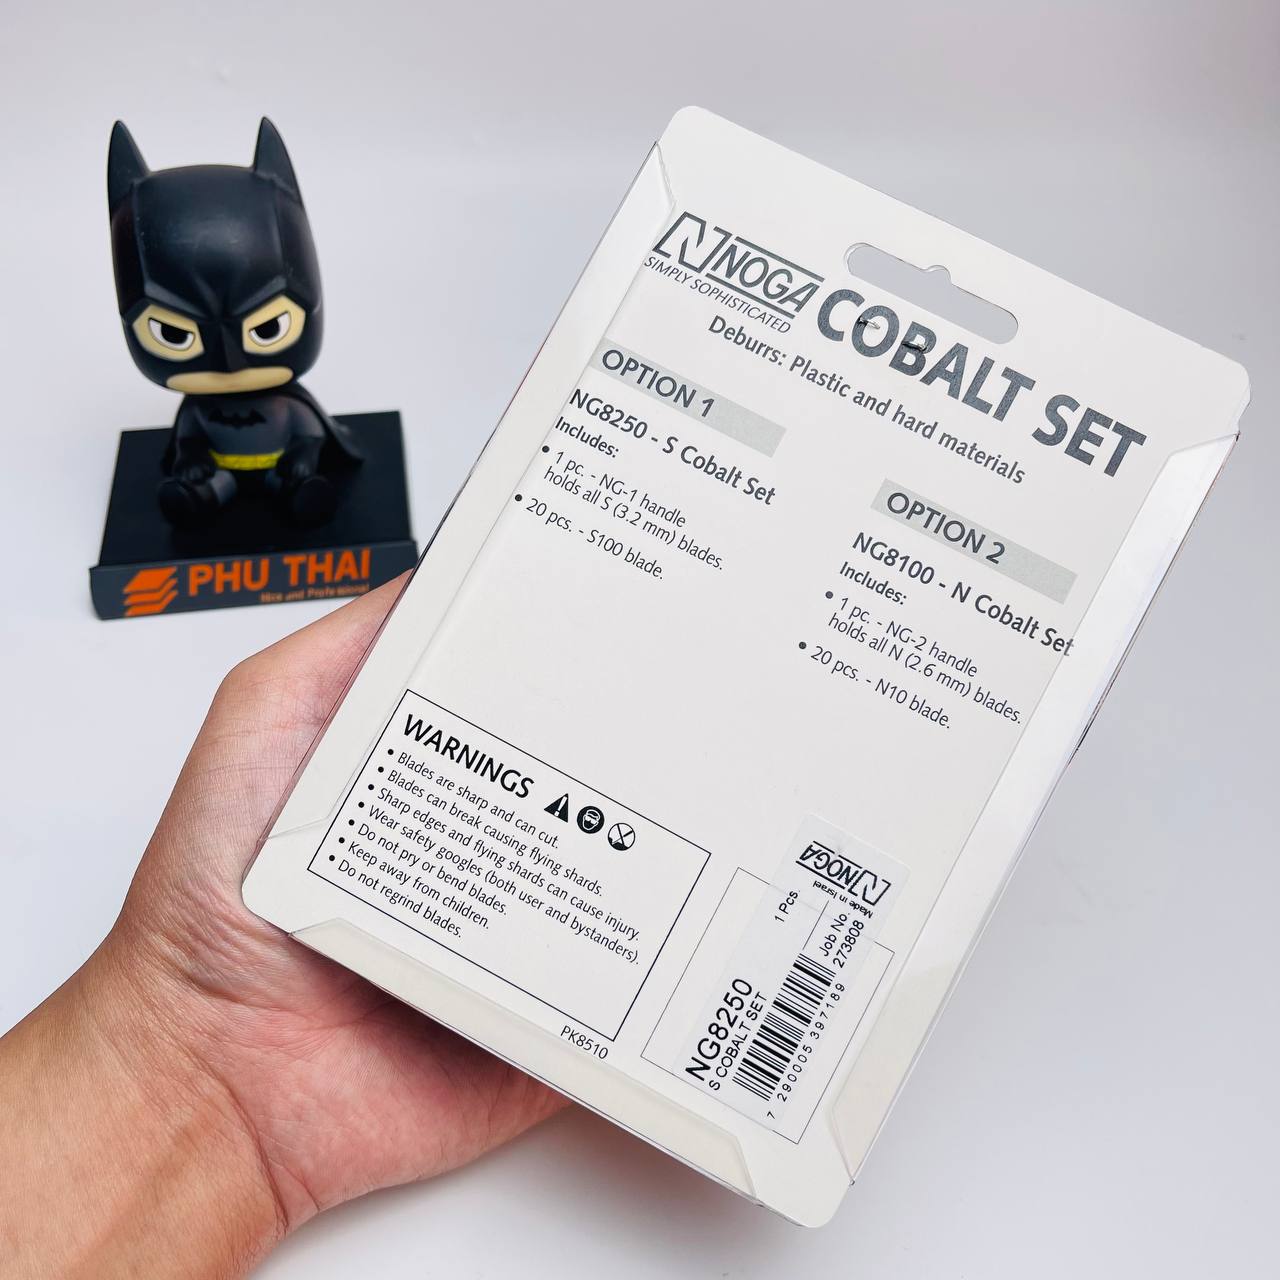 NOGA
SIMPLY SOPHISTICATED
COBALT SET
Deburrs: Plastic and hard materials
OPTION 1
NG8250 - S Cobalt Set
Includes:
• 1 pc. - NG-1 handle
holds all S (3.2 mm) blades.
• 20 pcs. - S100 blade.
OPTION 2
NG8100 - N Cobalt Set
Includes:
• 1 pc. - NG-2 handle
holds all N (2.6 mm) blades.
• 20 pcs. - N10 blade.
WARNINGS
• Blades are sharp and can cut.
• Blades can break causing flying shards.
• Sharp edges and flying shards can cause injury.
• Wear safety googles (both user and bystanders).
• Do not pry or bend blades.
• Keep away from children.
• Do not regrind blades.
PK8510
NOGA
Made in Israel
1 Pcs.
Job No.
273808
NG8250
S COBALT SET
7 290005 397189
PHU THAI
Nice and Professional